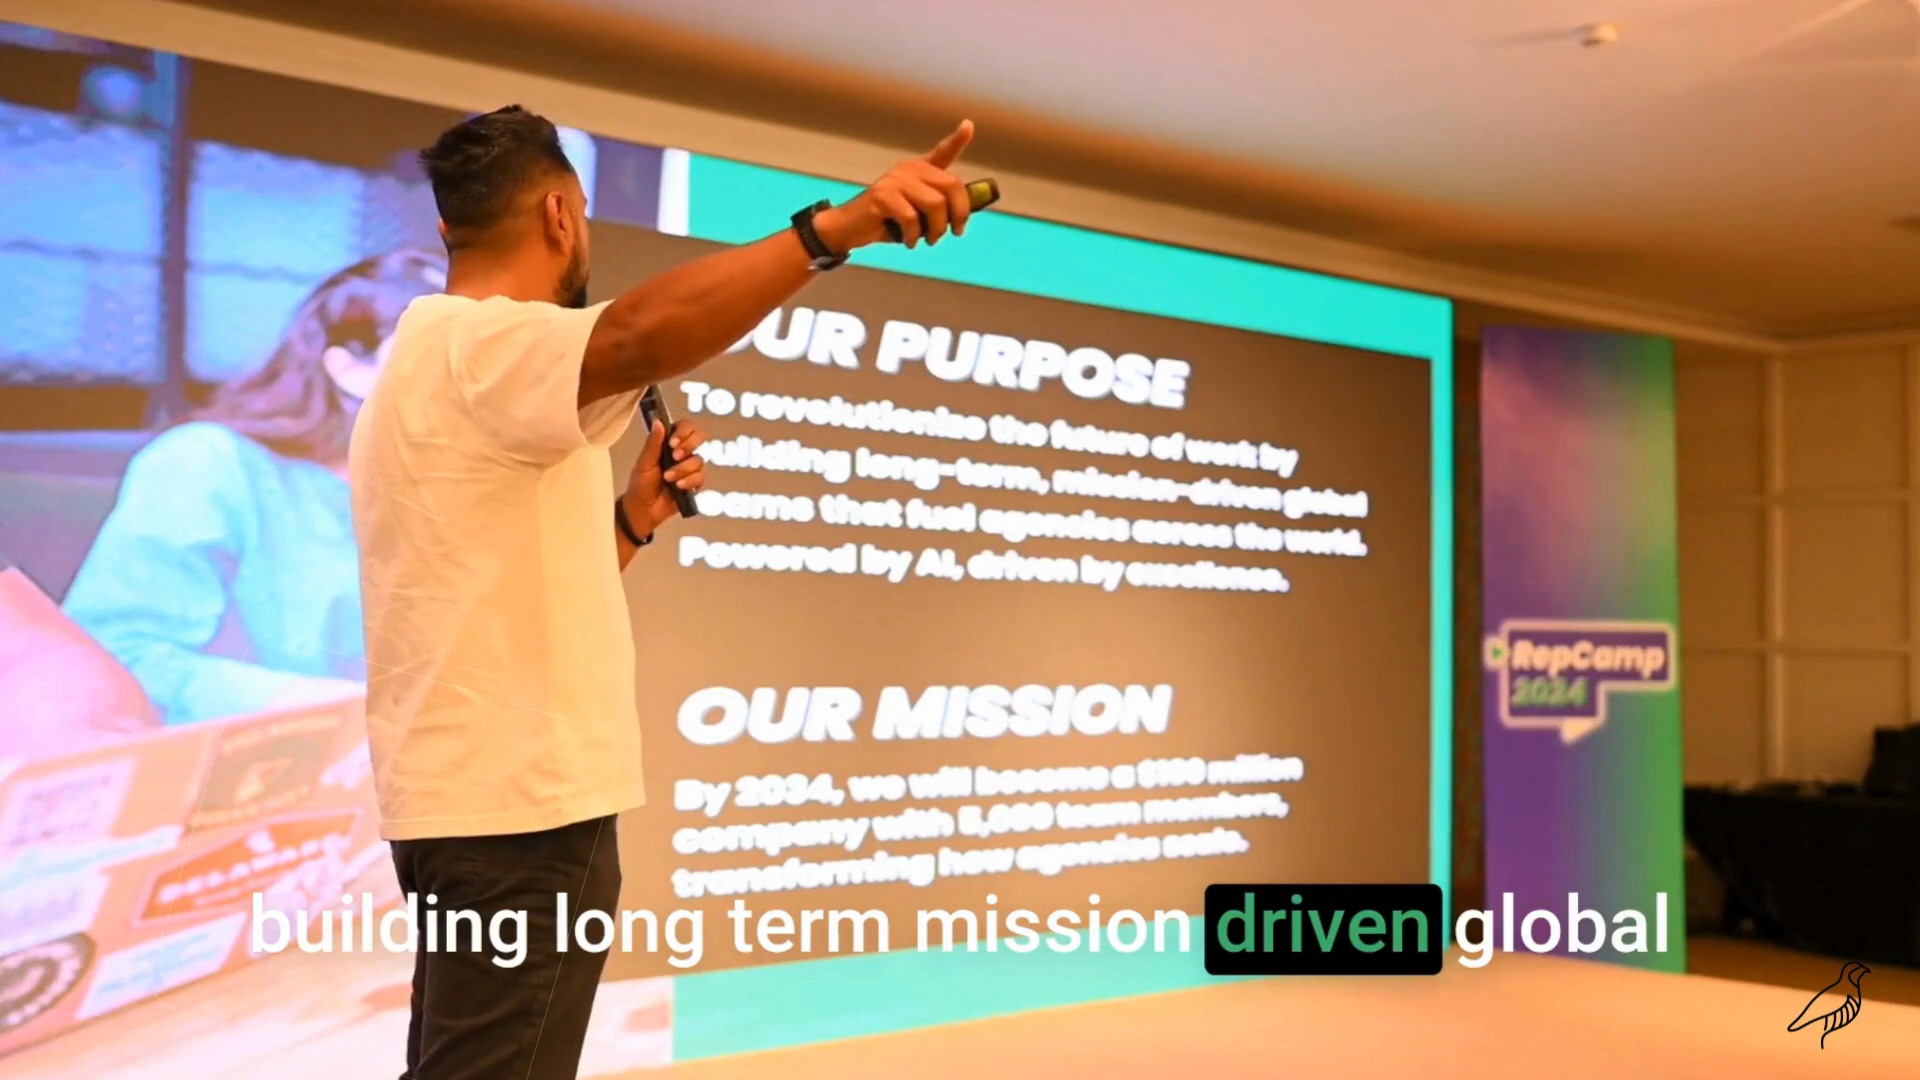 OUR PURPOSE
To revolutionize the future of work by
building long-term, mission-driven global
teams that fuel agencies across the world.
Powered by AI, driven by excellence.
OUR MISSION
By 2034, we will become a $100 million
company with 5,000 team members,
transforming how agencies scale.
RepCamp
2024
building long term mission driven global